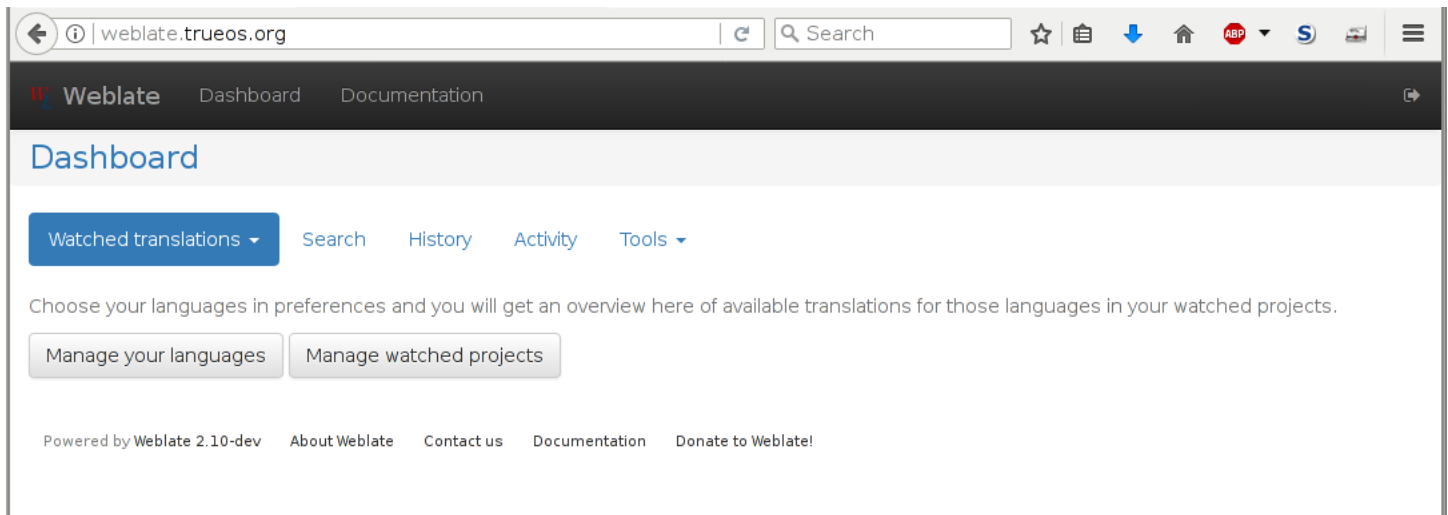 weblate.trueos.org Search ABP S
Weblate Dashboard Documentation
Dashboard
Watched translations Search History Activity Tools
Choose your languages in preferences and you will get an overview here of available translations for those languages in your watched projects.
Manage your languages Manage watched projects
Powered by Weblate 2.10-dev About Weblate Contact us Documentation Donate to Weblate!